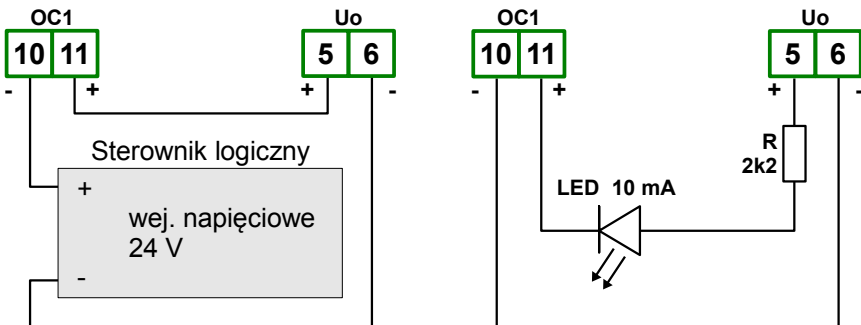 OC1
Uo
10 11
5 6
-
+
+
-
Sterownik logiczny
+
wej. napięciowe
24 V
-
OC1
Uo
10 11
5 6
-
+
+
-
R
2k2
LED 10 mA